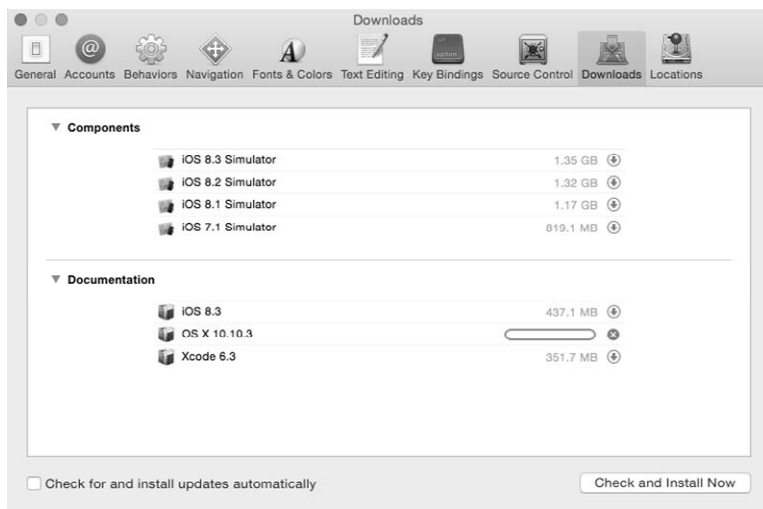 Downloads
General Accounts Behaviors Navigation Fonts & Colors Text Editing Key Bindings Source Control Downloads Locations
Components
iOS 8.3 Simulator 1.35 GB
iOS 8.2 Simulator 1.32 GB
iOS 8.1 Simulator 1.17 GB
iOS 7.1 Simulator 819.1 MB
Documentation
iOS 8.3 437.1 MB
OS X 10.10.3
Xcode 6.3 351.7 MB
Check for and install updates automatically Check and Install Now